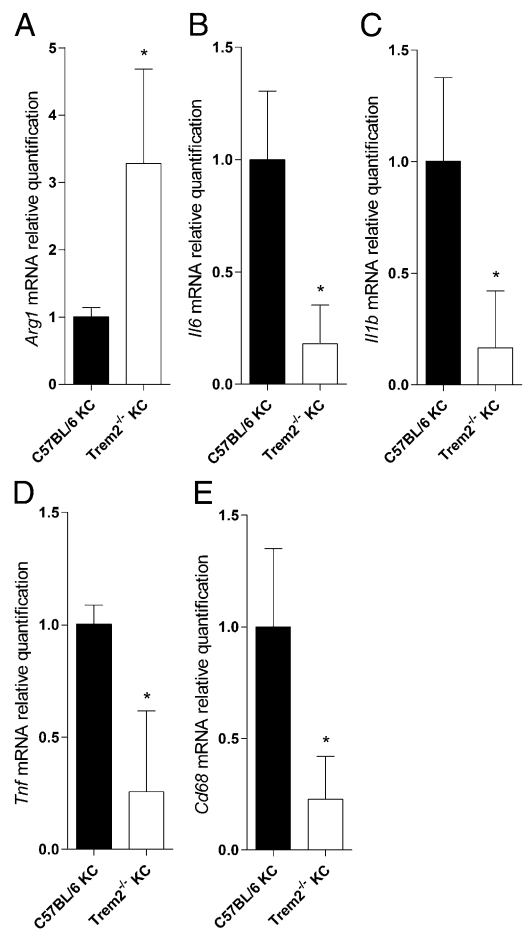 A
Arg1 mRNA relative quantification
5
4
3
2
1
0
*
C57BL/6 KC
Trem2-/- KC
B
Il6 mRNA relative quantification
1.5
1.0
0.5
0.0
*
C57BL/6 KC
Trem2-/- KC
C
Il1b mRNA relative quantification
1.5
1.0
0.5
0.0
*
C57BL/6 KC
Trem2-/- KC
D
Tnf mRNA relative quantification
1.5
1.0
0.5
0.0
*
C57BL/6 KC
Trem2-/- KC
E
Cd68 mRNA relative quantification
1.5
1.0
0.5
0.0
*
C57BL/6 KC
Trem2-/- KC